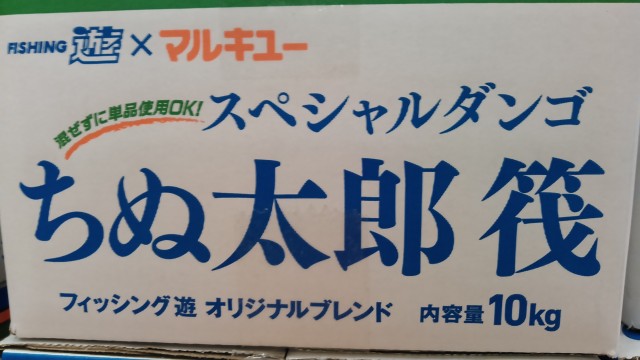 FISHING 遊×マルキユー
混ぜずに単品使用OK!
スペシャルダンゴ
ちぬ太郎 筏
フィッシング遊 オリジナルブレンド 内容量10kg